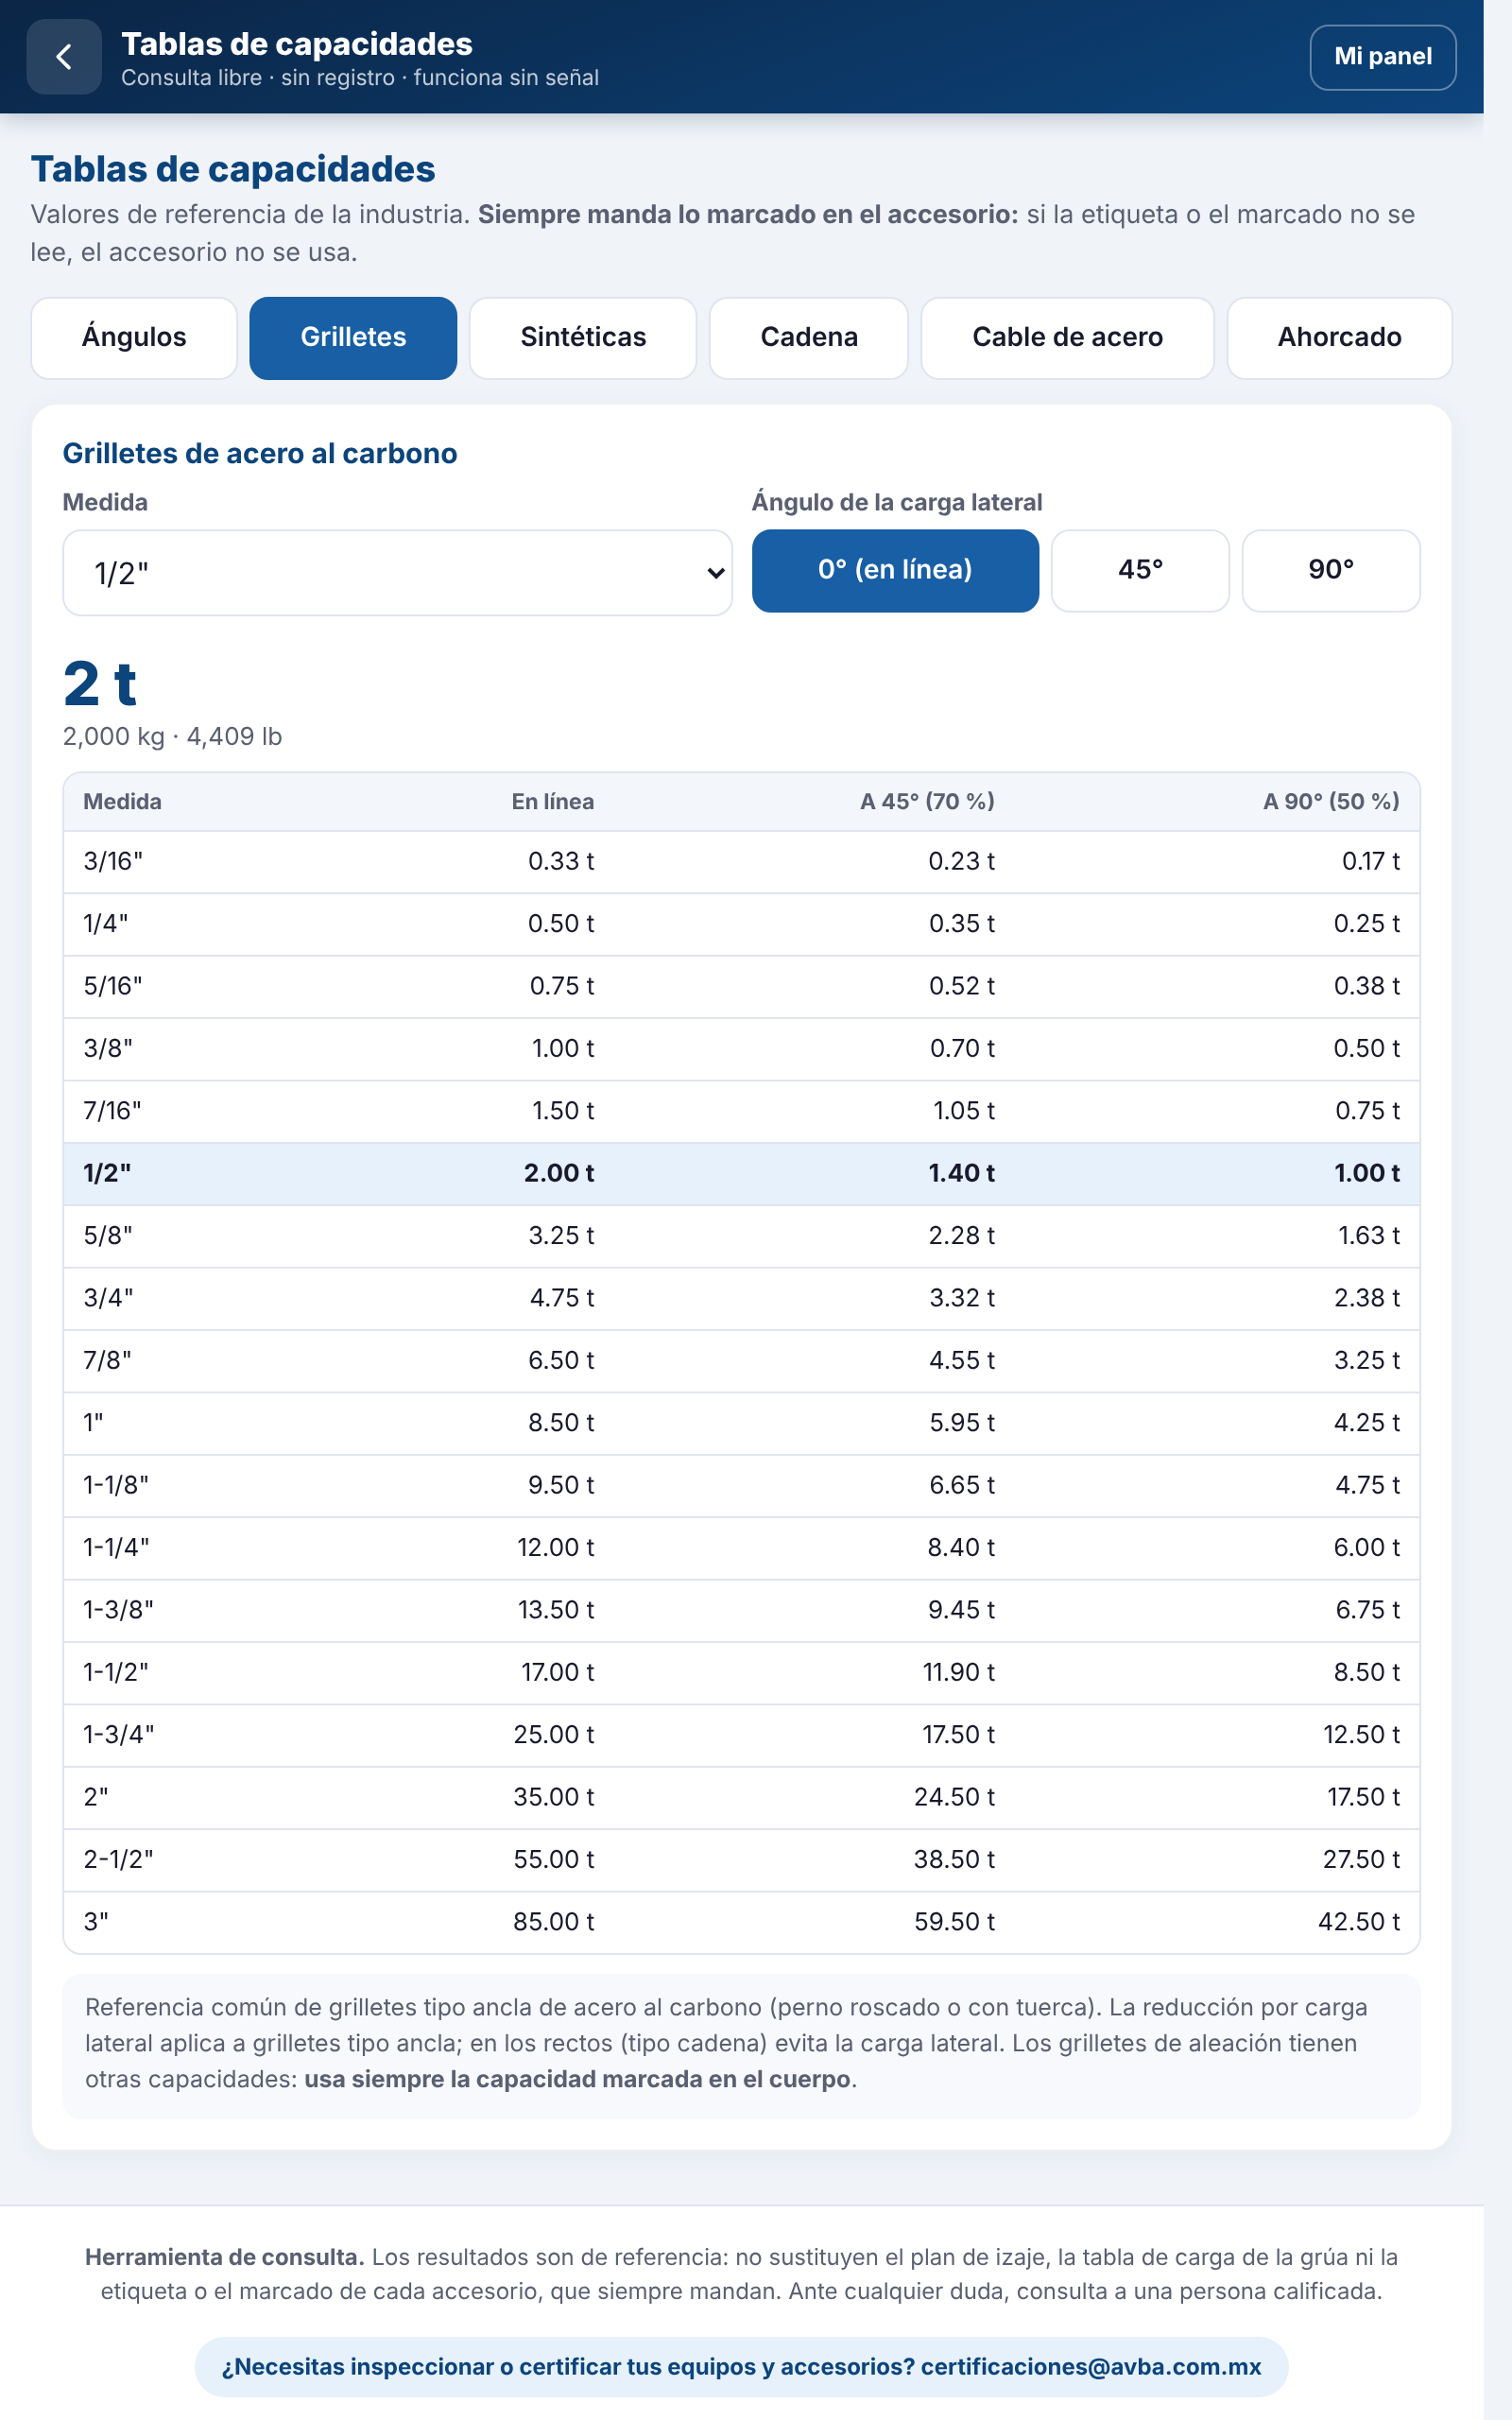 Tablas de capacidades
Consulta libre · sin registro · funciona sin señal
Mi panel
Tablas de capacidades
Valores de referencia de la industria. Siempre manda lo marcado en el accesorio: si la etiqueta o el marcado no se
lee, el accesorio no se usa.
Ángulos
Grilletes
Sintéticas
Cadena
Cable de acero
Ahorcado
Grilletes de acero al carbono
Medida
Ángulo de la carga lateral
1/2"
0° (en línea)
45°
90°
2 t
2,000 kg · 4,409 lb
Medida En línea A 45° (70 %) A 90° (50 %)
3/16" 0.33 t 0.23 t 0.17 t
1/4" 0.50 t 0.35 t 0.25 t
5/16" 0.75 t 0.52 t 0.38 t
3/8" 1.00 t 0.70 t 0.50 t
7/16" 1.50 t 1.05 t 0.75 t
1/2" 2.00 t 1.40 t 1.00 t
5/8" 3.25 t 2.28 t 1.63 t
3/4" 4.75 t 3.32 t 2.38 t
7/8" 6.50 t 4.55 t 3.25 t
1" 8.50 t 5.95 t 4.25 t
1-1/8" 9.50 t 6.65 t 4.75 t
1-1/4" 12.00 t 8.40 t 6.00 t
1-3/8" 13.50 t 9.45 t 6.75 t
1-1/2" 17.00 t 11.90 t 8.50 t
1-3/4" 25.00 t 17.50 t 12.50 t
2" 35.00 t 24.50 t 17.50 t
2-1/2" 55.00 t 38.50 t 27.50 t
3" 85.00 t 59.50 t 42.50 t
Referencia común de grilletes tipo ancla de acero al carbono (perno roscado o con tuerca). La reducción por carga
lateral aplica a grilletes tipo ancla; en los rectos (tipo cadena) evita la carga lateral. Los grilletes de aleación tienen
otras capacidades: usa siempre la capacidad marcada en el cuerpo.
Herramienta de consulta. Los resultados son de referencia: no sustituyen el plan de izaje, la tabla de carga de la grúa ni la
etiqueta o el marcado de cada accesorio, que siempre mandan. Ante cualquier duda, consulta a una persona calificada.
¿Necesitas inspeccionar o certificar tus equipos y accesorios? certificaciones@avba.com.mx